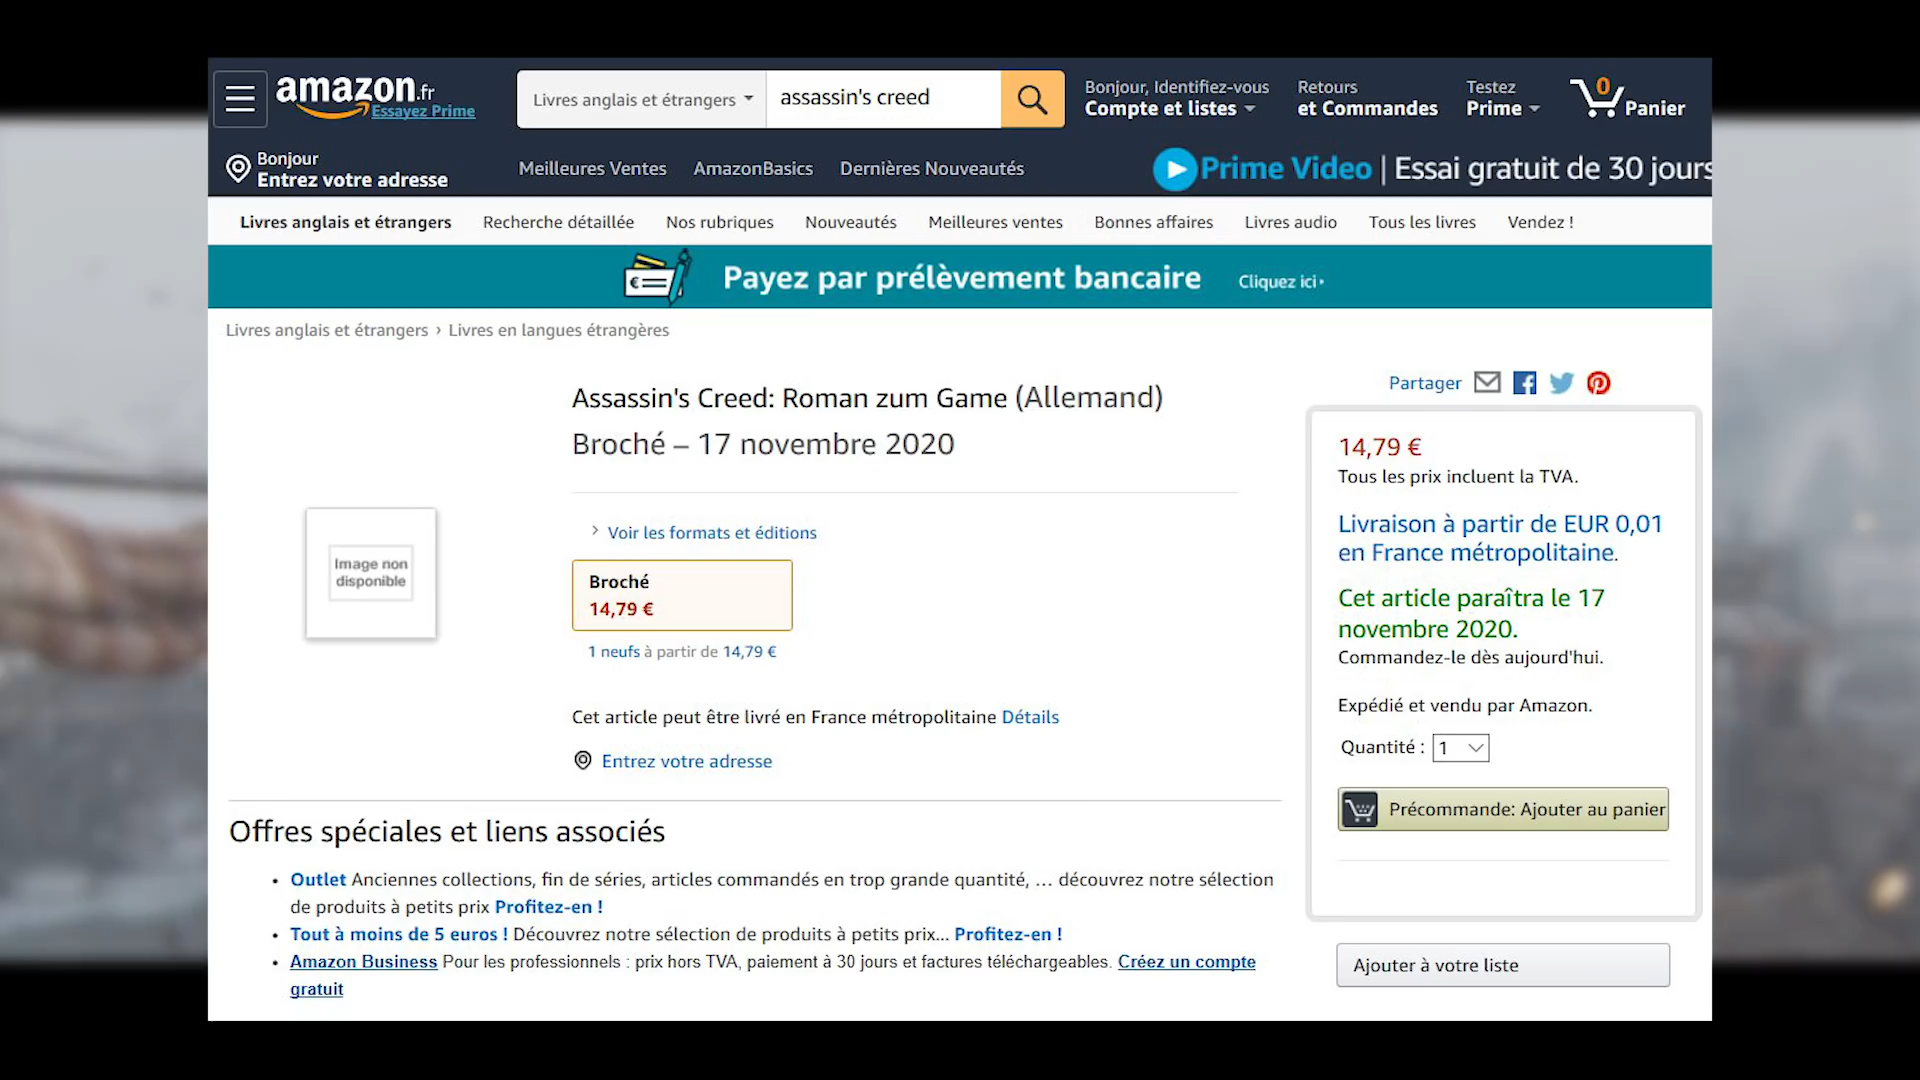 amazon.fr
Essayez Prime
Livres anglais et étrangers
assassin's creed
Bonjour, Identifiez-vous
Compte et listes
Retours
et Commandes
Testez
Prime
0
Panier
Bonjour
Entrez votre adresse
Meilleures Ventes
AmazonBasics
Dernières Nouveautés
Prime Video | Essai gratuit de 30 jours
Livres anglais et étrangers
Recherche détaillée
Nos rubriques
Nouveautés
Meilleures ventes
Bonnes affaires
Livres audio
Tous les livres
Vendez !
Payez par prélèvement bancaire
Cliquez ici
Livres anglais et étrangers › Livres en langues étrangères
Partager
Assassin's Creed: Roman zum Game (Allemand)
Broché – 17 novembre 2020
Voir les formats et éditions
Image non
disponible
Broché
14,79 €
1 neufs à partir de 14,79 €
Cet article peut être livré en France métropolitaine Détails
Entrez votre adresse
14,79 €
Tous les prix incluent la TVA.
Livraison à partir de EUR 0,01
en France métropolitaine.
Cet article paraîtra le 17
novembre 2020.
Commandez-le dès aujourd'hui.
Expédié et vendu par Amazon.
Quantité : 1
Précommande: Ajouter au panier
Ajouter à votre liste
Offres spéciales et liens associés
• Outlet Anciennes collections, fin de séries, articles commandés en trop grande quantité, … découvrez notre sélection
de produits à petits prix Profitez-en !
• Tout à moins de 5 euros ! Découvrez notre sélection de produits à petits prix... Profitez-en !
• Amazon Business Pour les professionnels : prix hors TVA, paiement à 30 jours et factures téléchargeables. Créez un compte
gratuit